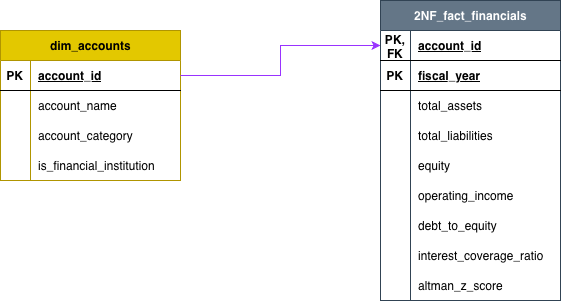 dim_accounts
PK account_id
account_name
account_category
is_financial_institution
2NF_fact_financials
PK, FK account_id
PK fiscal_year
total_assets
total_liabilities
equity
operating_income
debt_to_equity
interest_coverage_ratio
altman_z_score